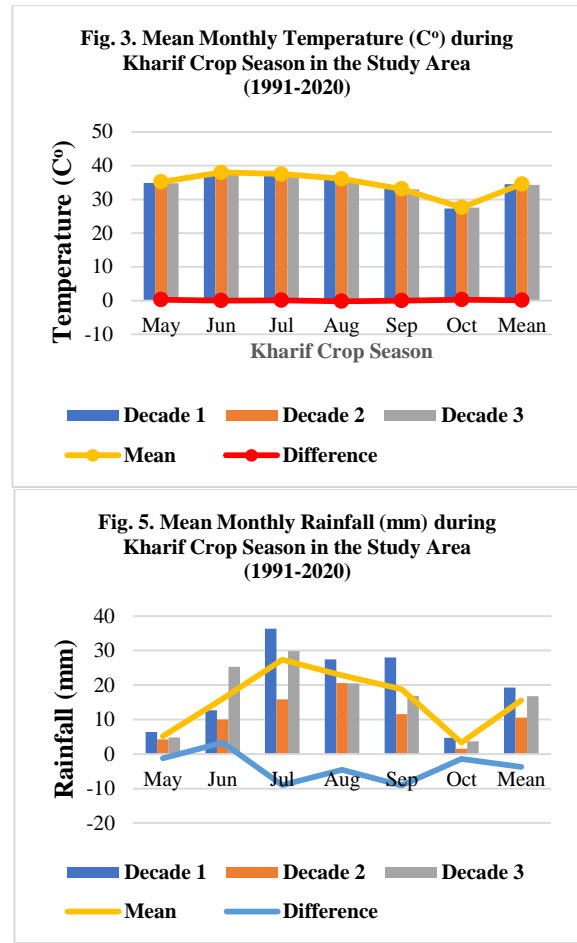 Fig. 3. Mean Monthly Temperature (Cº) during
Kharif Crop Season in the Study Area
(1991-2020)
Temperature (Cº)
50
40
30
20
10
0
-10
May Jun Jul Aug Sep Oct Mean
Kharif Crop Season
Decade 1 Decade 2 Decade 3
Mean Difference
Fig. 5. Mean Monthly Rainfall (mm) during
Kharif Crop Season in the Study Area
(1991-2020)
Rainfall (mm)
40
30
20
10
0
-10
-20
May Jun Jul Aug Sep Oct Mean
Decade 1 Decade 2 Decade 3
Mean Difference